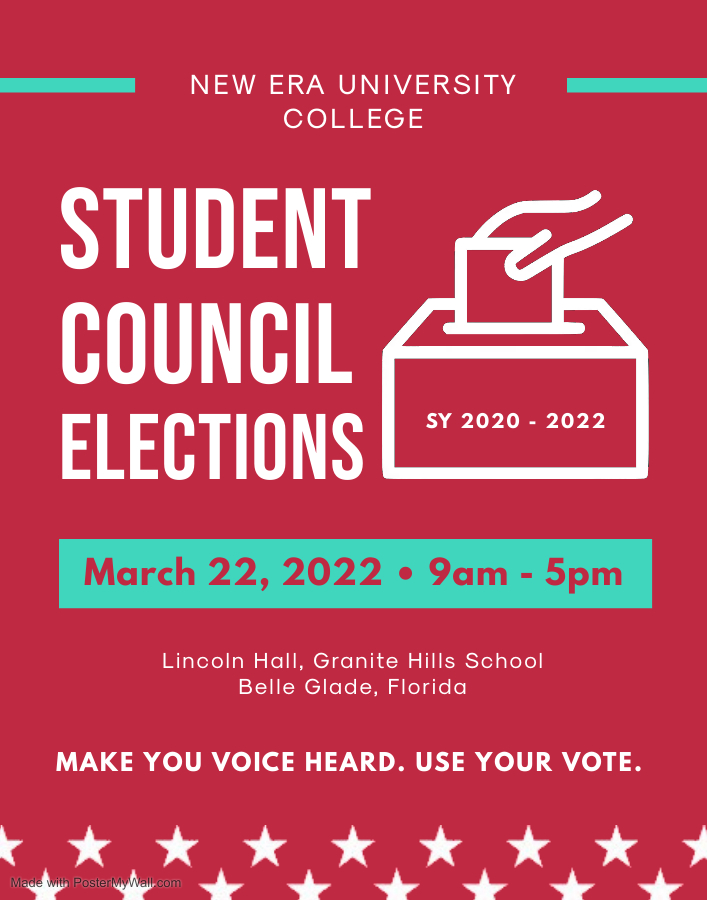 NEW ERA UNIVERSITY
COLLEGE
STUDENT
COUNCIL
ELECTIONS
SY 2020 - 2022
March 22, 2022 • 9am - 5pm
Lincoln Hall, Granite Hills School
Belle Glade, Florida
MAKE YOU VOICE HEARD. USE YOUR VOTE.
Made with PosterMyWall.com